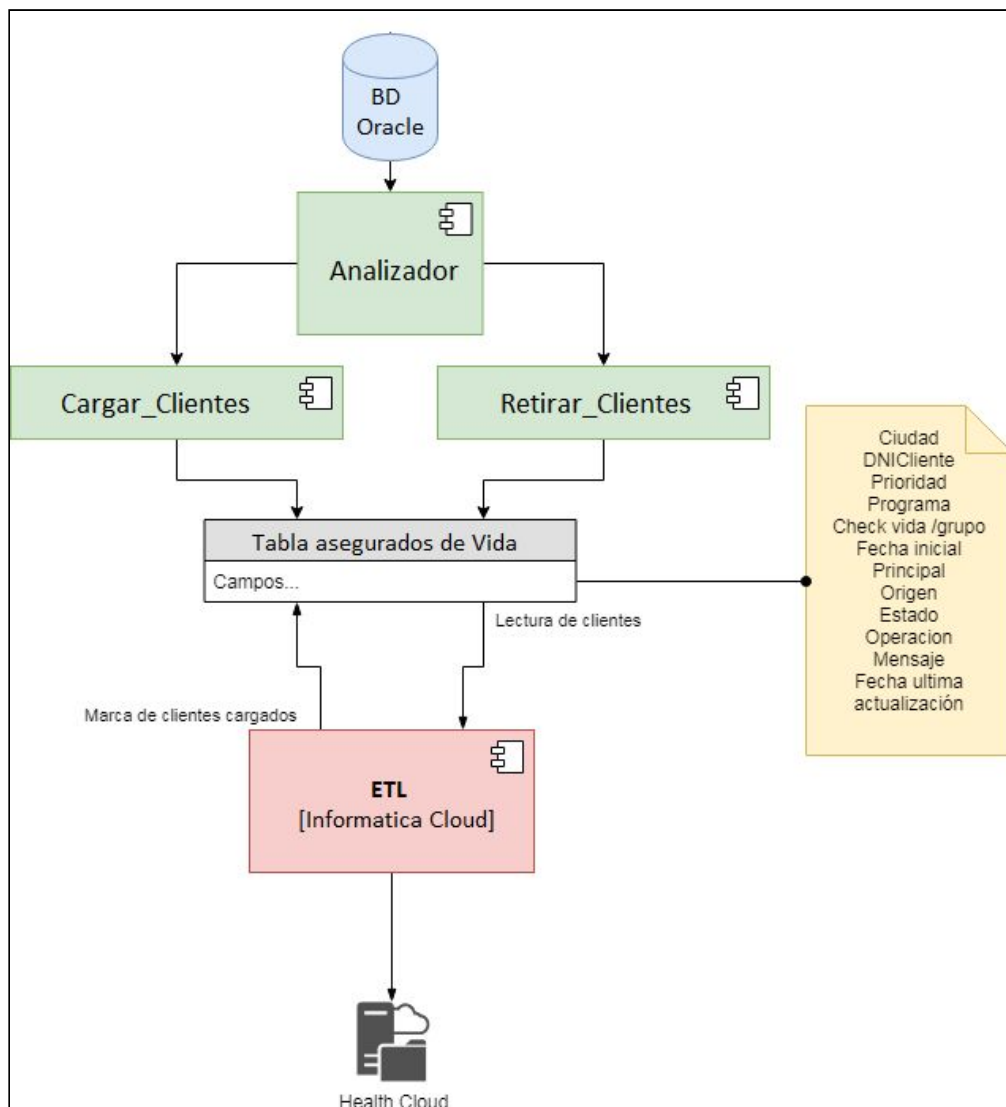 BD
Oracle
Analizador
Cargar_Clientes
Retirar_Clientes
Ciudad
DNICliente
Prioridad
Programa
Check vida /grupo
Fecha inicial
Principal
Origen
Estado
Operacion
Mensaje
Fecha ultima
actualización
Tabla asegurados de Vida
Campos...
Lectura de clientes
Marca de clientes cargados
ETL
[Informatica Cloud]
Health Cloud